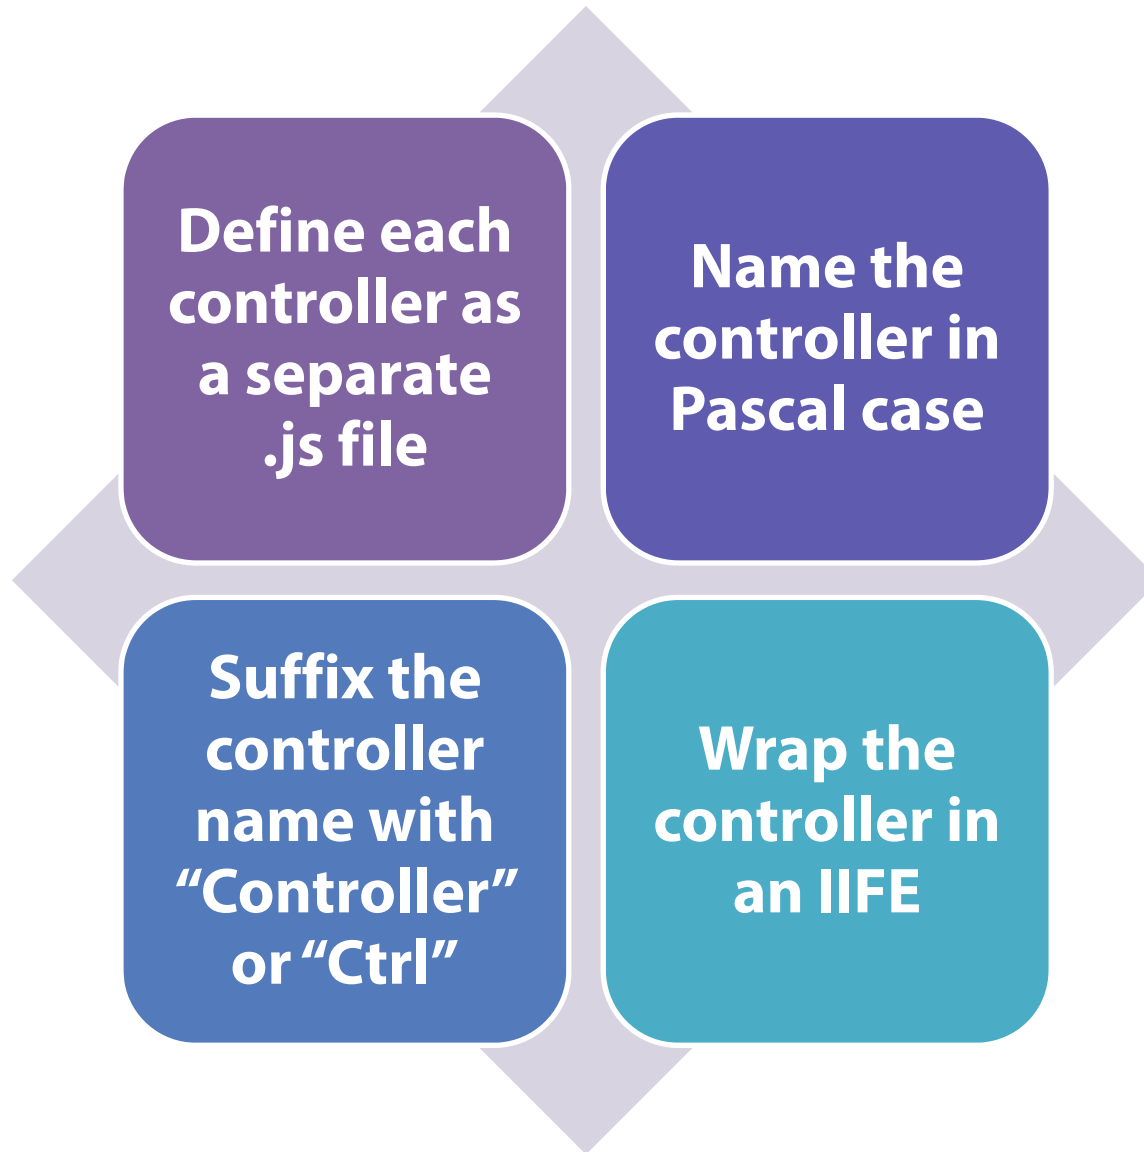 Define each
controller as
a separate
.js file
Name the
controller in
Pascal case
Suffix the
controller
name with
“Controller”
or “Ctrl”
Wrap the
controller in
an IIFE